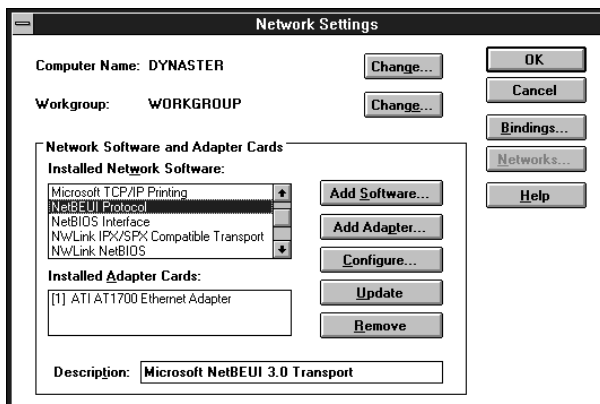 Network Settings
Computer Name: DYNASTER
Change...
Workgroup: WORKGROUP
Change...
OK
Cancel
Bindings...
Networks...
Help
Network Software and Adapter Cards
Installed Network Software:
Microsoft TCP/IP Printing
NetBEUI Protocol
NetBIOS Interface
NWLink IPX/SPX Compatible Transport
NWLink NetBIOS
Add Software...
Add Adapter...
Configure...
Update
Remove
Installed Adapter Cards:
[1] ATI AT1700 Ethernet Adapter
Description: Microsoft NetBEUI 3.0 Transport